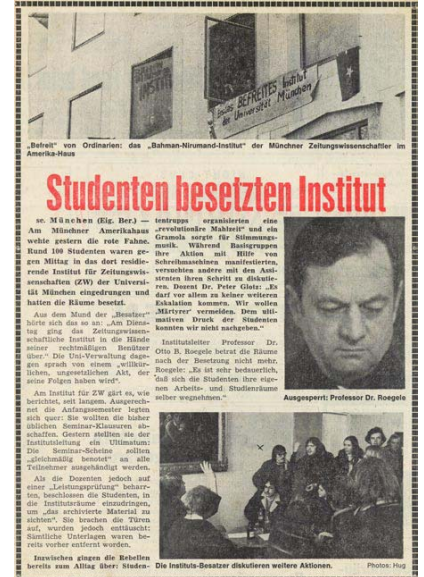 Erstes BEFREITES Institut
der Universität München
„Befreit“ von Ordinarien: das „Bahman-Nirumand-Institut“ der Münchner Zeitungswissenschaftler im
Amerika-Haus
Studenten besetzten Institut
se. München (Eig. Ber.) —
Am Münchner Amerikahaus
wehte gestern die rote Fahne.
Rund 100 Studenten waren ge-
gen Mittag in das dort residie-
rende Institut für Zeitungswis-
senschaften (ZW) der Universi-
tät München eingedrungen und
hatten die Räume besetzt.
Aus dem Mund der „Besatzer“
hörte sich das so an: „Am Diens-
tag ging das Zeitungswissen-
schaftliche Institut in die Hände
seiner rechtmäßigen Benützer
über.“ Die Uni-Verwaltung dage-
gen sprach von einem „willkür-
lichen, ungesetzlichen Akt, der
seine Folgen haben wird“.
Am Institut für ZW gärt es, wie
berichtet, seit langem. Ausgerech-
net die Anfangssemester legten
sich quer: Sie wollten die bisher
üblichen Seminar-Klausuren ab-
schaffen. Gestern stellten sie der
Institutsleitung ein Ultimatum:
Die Seminar-Scheine sollten
„gleichmäßig benotet“ an alle
Teilnehmer ausgehändigt werden.
Als die Dozenten jedoch auf
einer „Leistungsprüfung“ beharr-
ten, beschlossen die Studenten, in
die Institutsräume einzudringen,
um „das archivierte Material zu
sichten“. Sie brachen die Türen
auf, wurden jedoch enttäuscht:
Sämtliche Unterlagen waren be-
reits vorher entfernt worden.
Inzwischen gingen die Rebellen
bereits zum Alltag über: Studen-
tentrupps organisierten eine
„revolutionäre Mahlzeit“ und ein
Gramola sorgte für Stimmungs-
musik. Während Basisgruppen
ihre Aktion mit Hilfe von
Schreibmaschinen manifestierten,
versuchten andere mit den Assi-
stenten ihren Schritt zu diskutie-
ren. Dozent Dr. Peter Glotz: „Es
darf vor allem zu keiner weiteren
Eskalation kommen. Wir wollen
‚Märtyrer‘ vermeiden. Dem ulti-
mativen Druck der Studenten
konnten wir nicht nachgeben.“
Institutsleiter Professor Dr.
Otto B. Roegele betrat die Räume
nach der Besetzung nicht mehr.
Roegele: „Es ist sehr bedauerlich,
daß sich die Studenten ihre eige-
nen Arbeits- und Studienräume
selber wegnehmen.“
Ausgesperrt: Professor Dr. Roegele
Die Instituts-Besatzer diskutieren weitere Aktionen. Photos: Hug